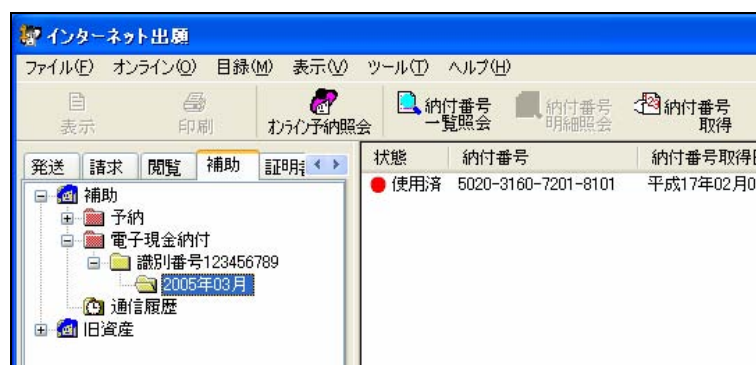 インターネット出願
ファイル(F) オンライン(O) 目録(M) 表示(V) ツール(T) ヘルプ(H)
表示 印刷 オンライン予納照会 納付番号一覧照会 納付番号明細照会 納付番号取得
発送 請求 閲覧 補助 証明
状態 納付番号 納付番号取得
使用済 5020-3160-7201-8101 平成17年02月0
補助
予納
電子現金納付
識別番号123456789
2005年03月
通信履歴
旧資産